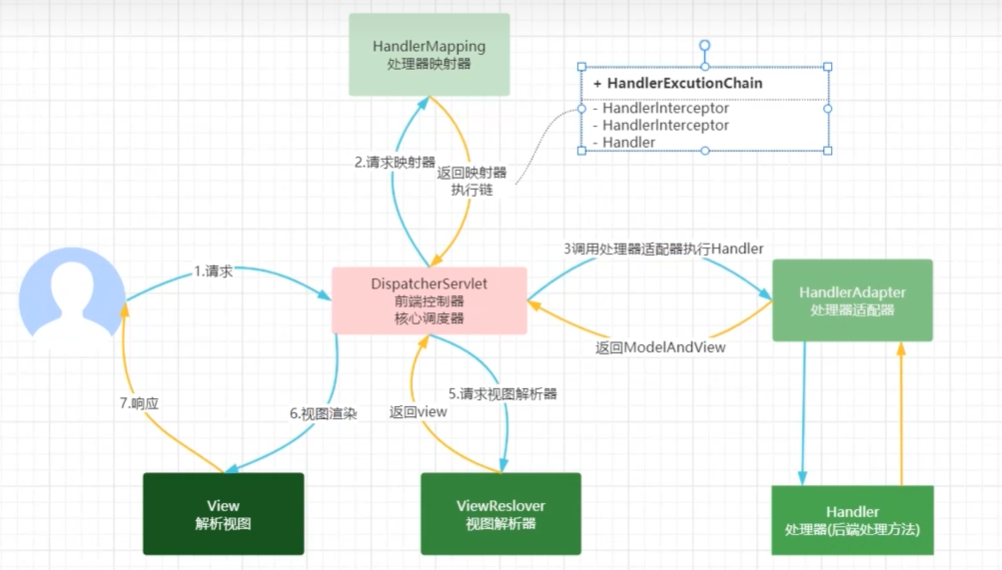 HandlerMapping
处理器映射器
+ HandlerExcutionChain
- HandlerInterceptor
- HandlerInterceptor
- Handler
2.请求映射器
返回映射器
执行链
1.请求
DispatcherServlet
前端控制器
核心调度器
3调用处理器适配器执行Handler
HandlerAdapter
处理器适配器
返回ModelAndView
7.响应
6.视图渲染
返回view
5.请求视图解析器
View
解析视图
ViewReslover
视图解析器
Handler
处理器(后端处理方法)